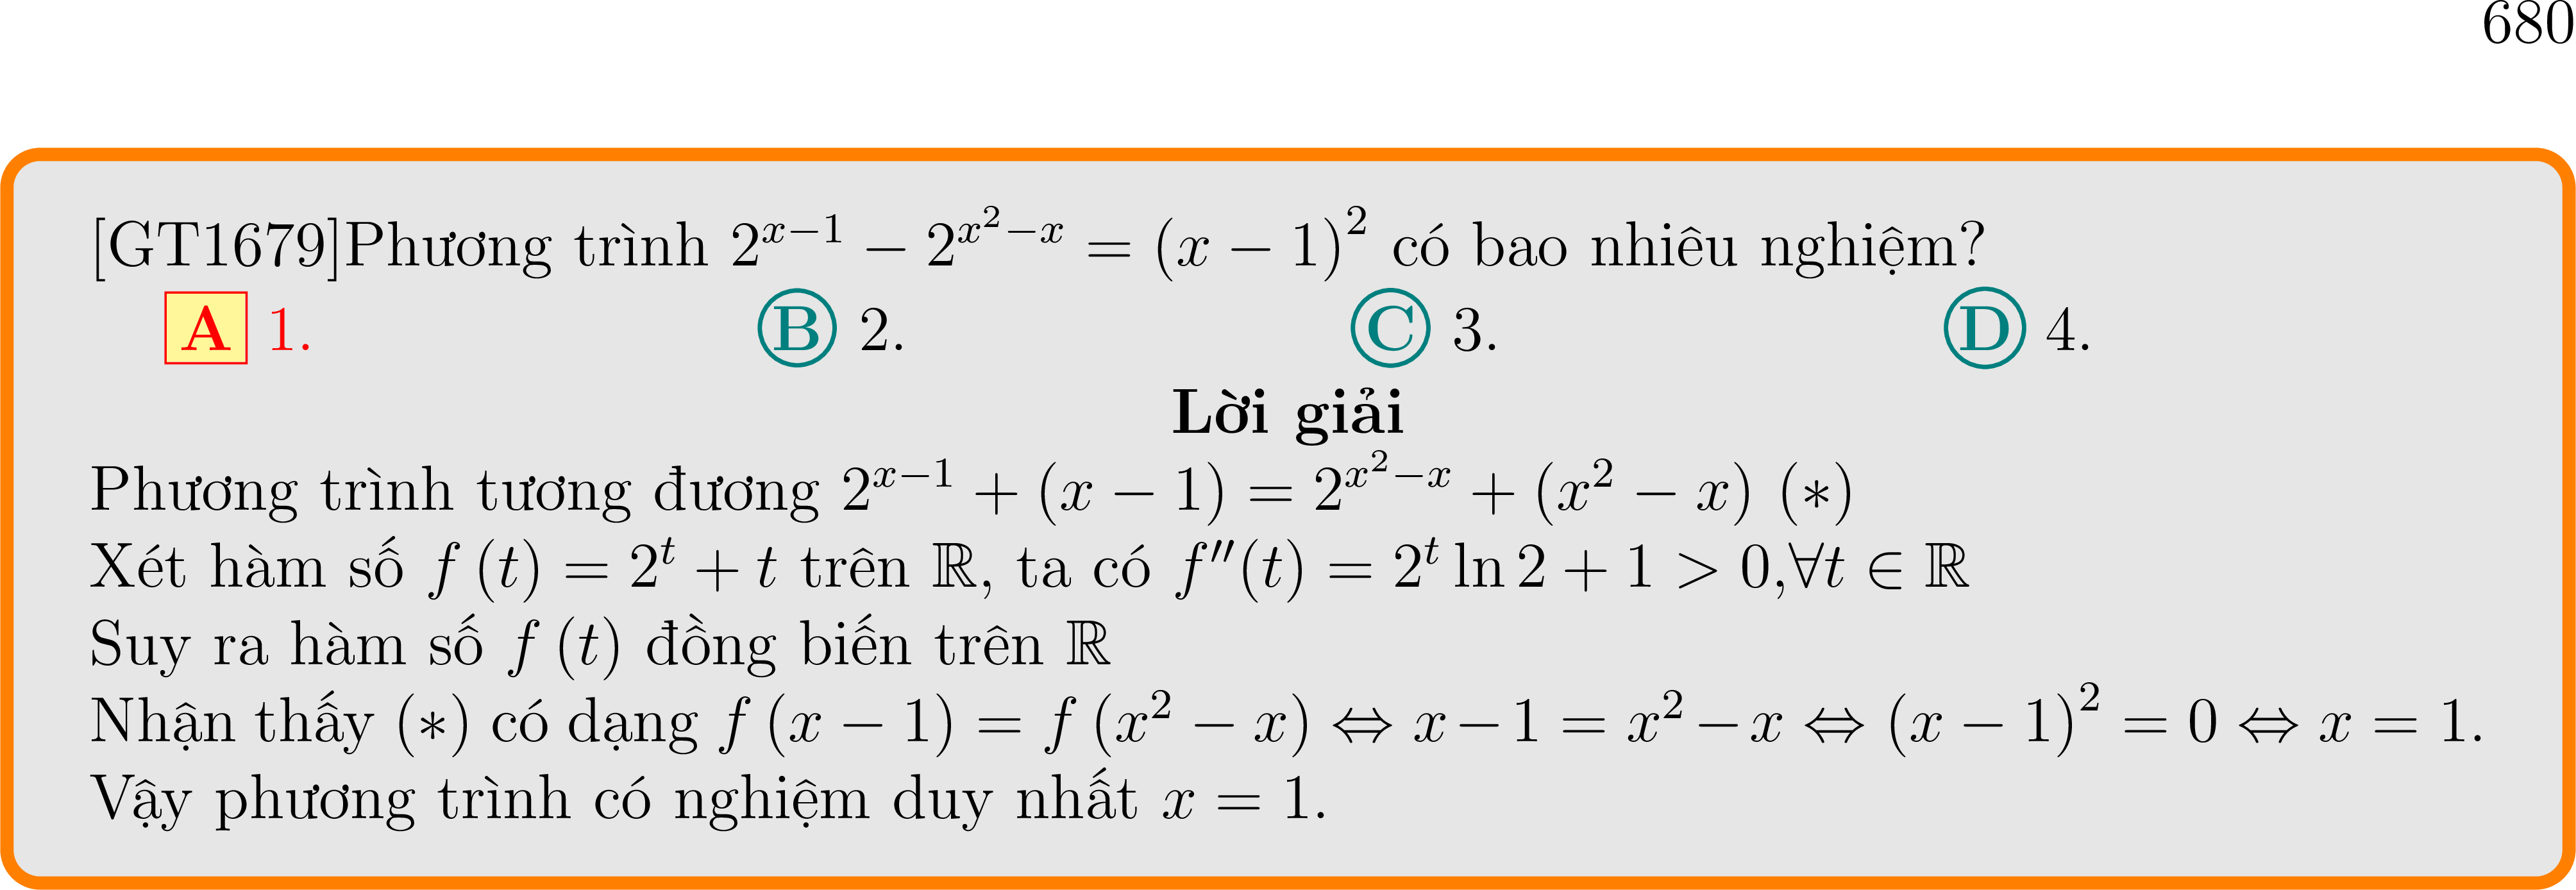 680
[GT1679]Phương trình $2^{x-1} - 2^{x^2-x} = (x-1)^2$ có bao nhiêu nghiệm?
A 1. B 2. C 3. D 4.
Lời giải
Phương trình tương đương $2^{x-1} + (x-1) = 2^{x^2-x} + (x^2-x)$ $(*)$
Xét hàm số $f(t) = 2^t + t$ trên $\mathbb{R}$, ta có $f''(t) = 2^t \ln 2 + 1 > 0, \forall t \in \mathbb{R}$
Suy ra hàm số $f(t)$ đồng biến trên $\mathbb{R}$
Nhận thấy $(*)$ có dạng $f(x-1) = f(x^2-x) \Leftrightarrow x-1 = x^2-x \Leftrightarrow (x-1)^2 = 0 \Leftrightarrow x = 1$.
Vậy phương trình có nghiệm duy nhất $x = 1$.